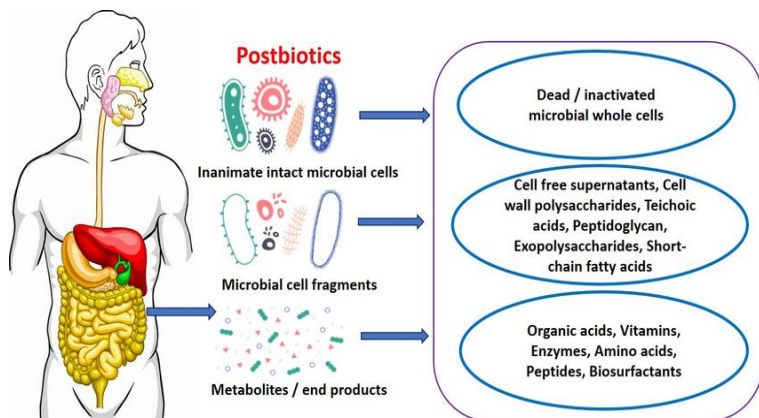 Postbiotics
Inanimate intact microbial cells
Microbial cell fragments
Metabolites / end products
Dead / inactivated
microbial whole cells
Cell free supernatants, Cell
wall polysaccharides, Teichoic
acids, Peptidoglycan,
Exopolysaccharides, Short-
chain fatty acids
Organic acids, Vitamins,
Enzymes, Amino acids,
Peptides, Biosurfactants